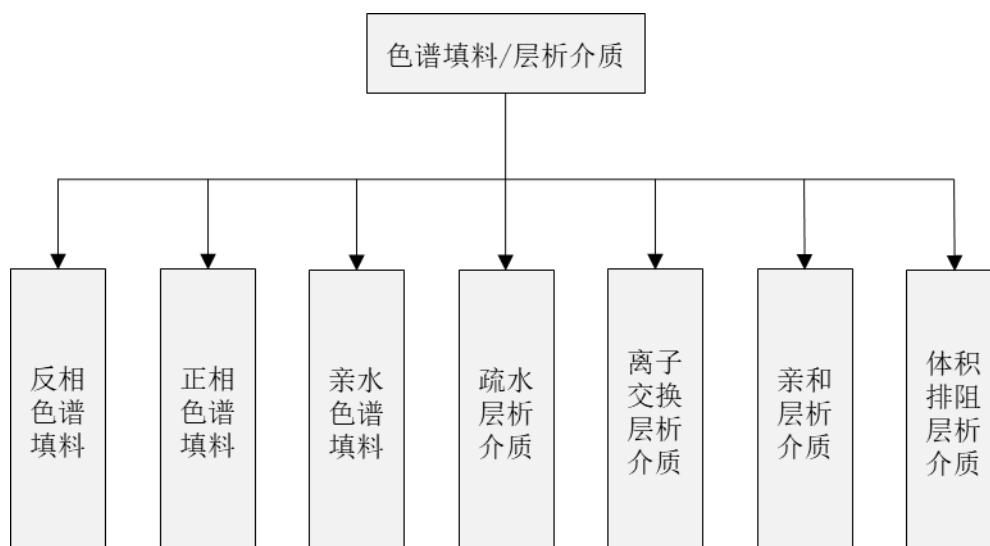 色谱填料/层析介质
反相
色谱
填料
正相
色谱
填料
亲水
色谱
填料
疏水
层析
介质
离子
交换
层析
介质
亲和
层析
介质
体积
排阻
层析
介质